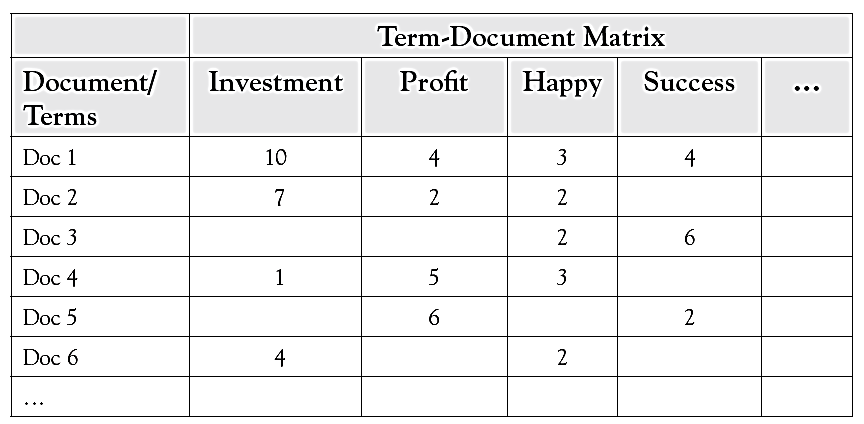 Term-Document Matrix
Document/ Investment Profit Happy Success ...
Terms
Doc 1 10 4 3 4
Doc 2 7 2 2
Doc 3 2 6
Doc 4 1 5 3
Doc 5 6 2
Doc 6 4 2
...